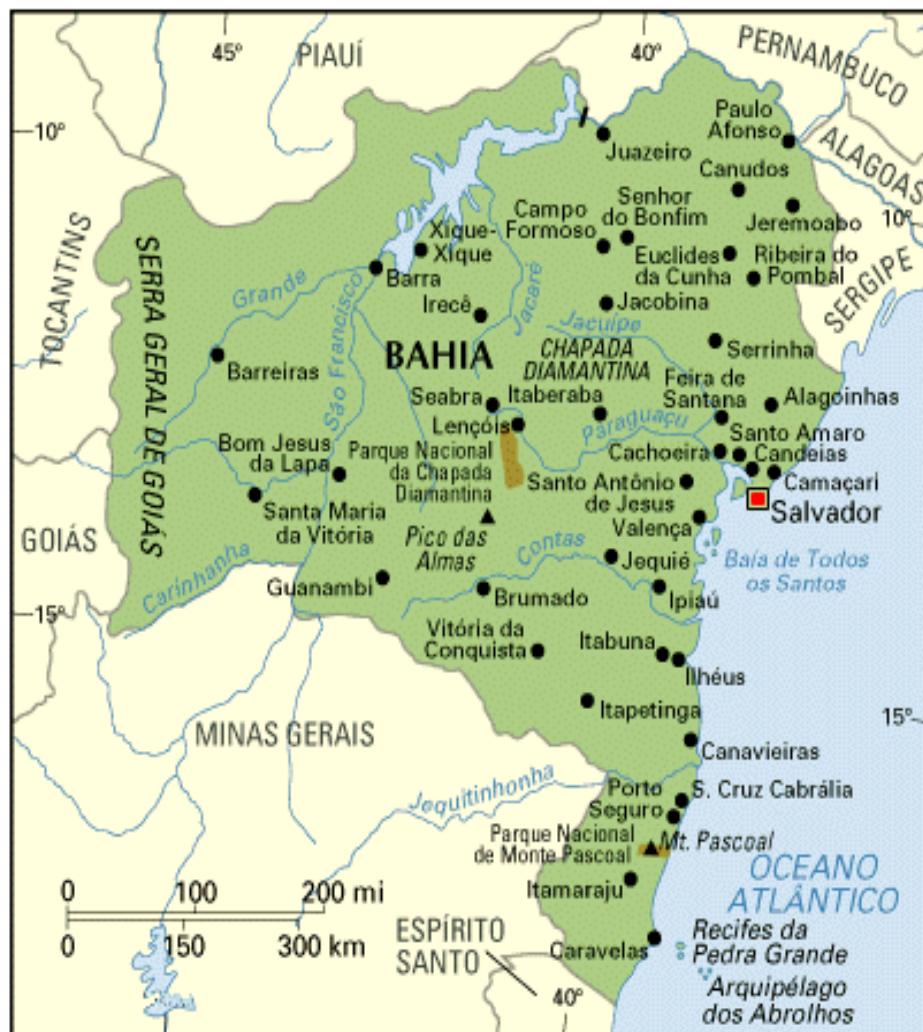 45°
40°
PIAUÍ
PERNAMBUCO
10°
Paulo
Afonso
ALAGOAS
Juazeiro
Canudos
Senhor
do Bonfim
Campo
Formoso
Jeremoabo
10°
Xique-
Xique
Euclides
da Cunha
Ribeira do
Pombal
SERGIPE
TOCANTINS
SERRA GERAL DE GOIÁS
Grande
Barra
São Francisco
Irecê
Jacaré
Jacobina
Jacuípe
BAHIA
CHAPADA
DIAMANTINA
Serrinha
Barreiras
Seabra
Itaberaba
Feira de
Santana
Alagoinhas
Lençóis
Paraguaçu
Bom Jesus
da Lapa
Parque Nacional
da Chapada
Diamantina
Cachoeira
Santo Amaro
Candeias
Camaçari
Santo Antônio
de Jesus
Salvador
Santa Maria
da Vitória
Valença
GOIÁS
Pico das
Almas
Contas
Jequié
Baía de Todos
os Santos
Carinhanha
Guanambi
Brumado
Ipiaú
15°
Vitória da
Conquista
Itabuna
Ilhéus
Itapetinga
15°
MINAS GERAIS
Canavieiras
Jequitinhonha
Porto
Seguro
S. Cruz Cabrália
Parque Nacional
de Monte Pascoal
Mt. Pascoal
OCEANO
ATLÂNTICO
Itamaraju
0 100 200 mi
0 150 300 km
ESPÍRITO
SANTO
Caravelas
Recifes da
Pedra Grande
Arquipélago
dos Abrolhos
40°